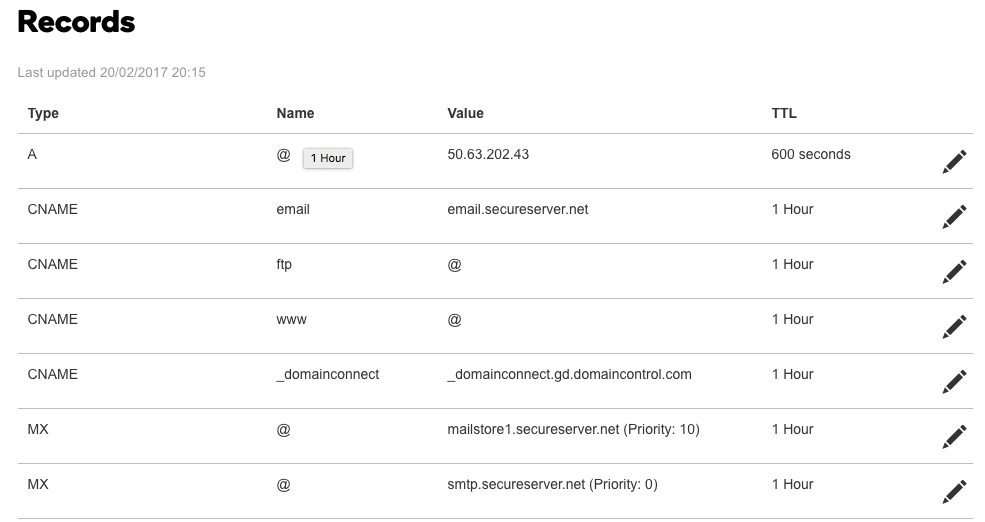 Records
Last updated 20/02/2017 20:15
Type Name Value TTL
A @ 1 Hour 50.63.202.43 600 seconds
CNAME email email.secureserver.net 1 Hour
CNAME ftp @ 1 Hour
CNAME www @ 1 Hour
CNAME _domainconnect _domainconnect.gd.domaincontrol.com 1 Hour
MX @ mailstore1.secureserver.net (Priority: 10) 1 Hour
MX @ smtp.secureserver.net (Priority: 0) 1 Hour